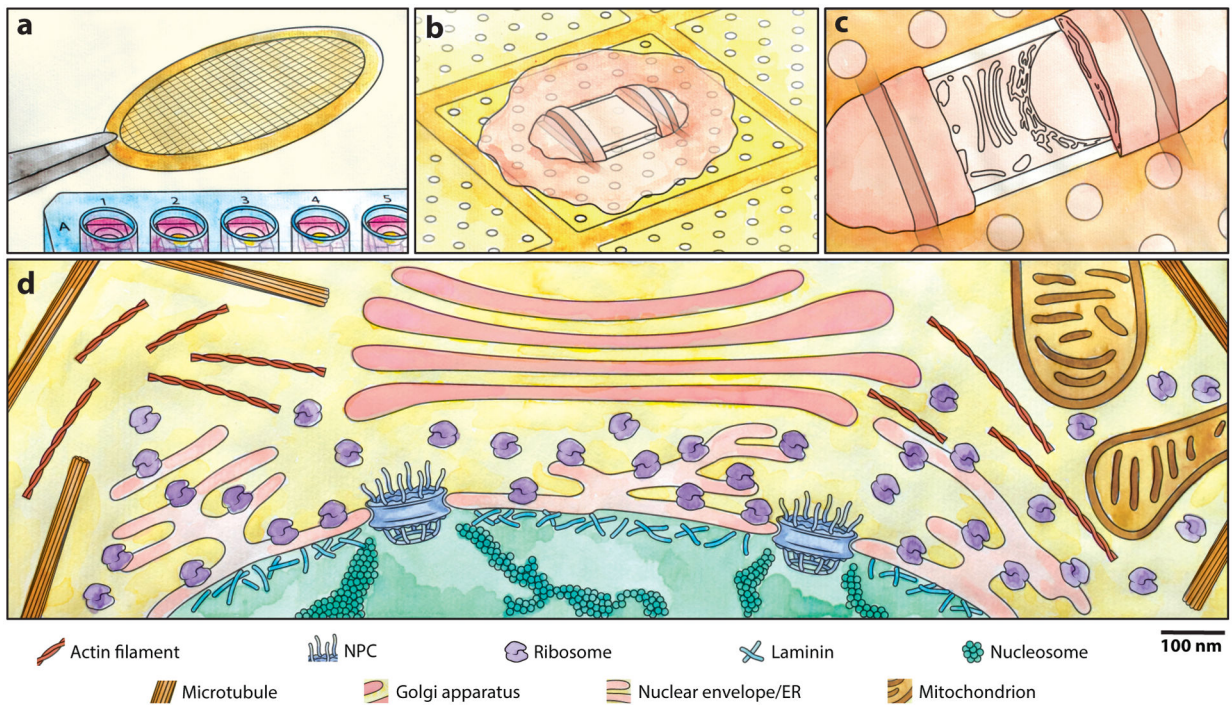 a
b
c
A 1 2 3 4 5
d
100 nm
Actin filament NPC Ribosome Laminin Nucleosome
Microtubule Golgi apparatus Nuclear envelope/ER Mitochondrion